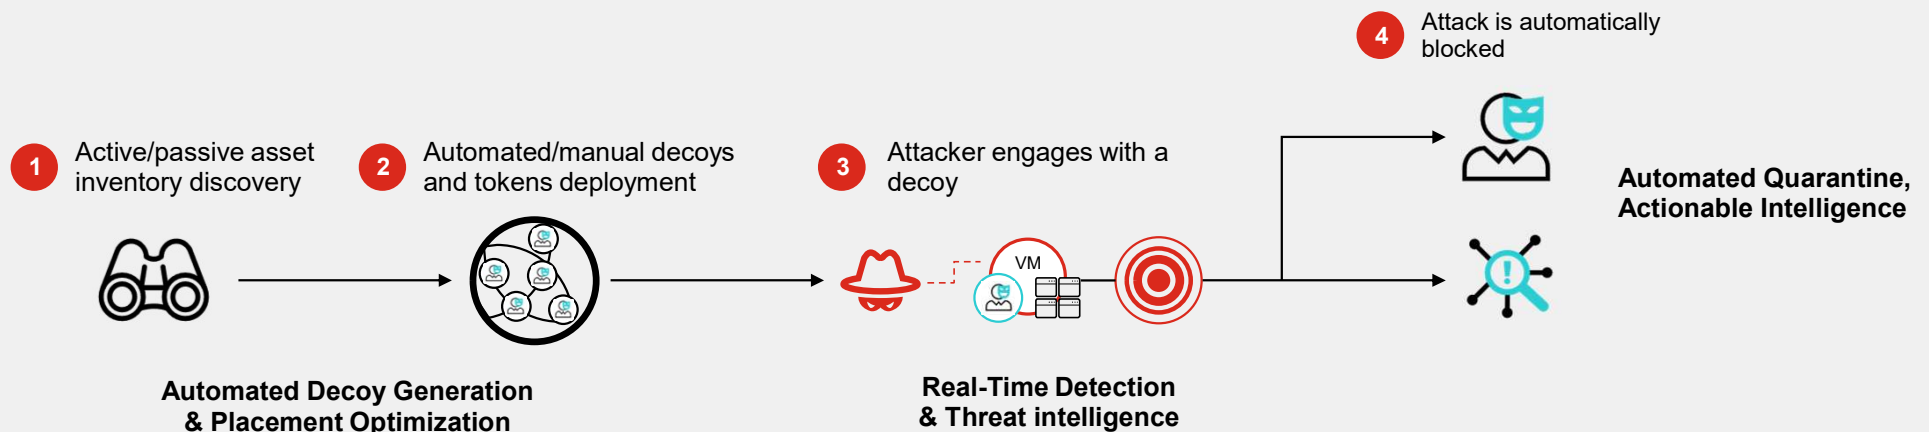 4
Attack is automatically
blocked
1
Active/passive asset
inventory discovery
2
Automated/manual decoys
and tokens deployment
3
Attacker engages with a
decoy
VM
Automated Quarantine,
Actionable Intelligence
Automated Decoy Generation
& Placement Optimization
Real-Time Detection
& Threat intelligence